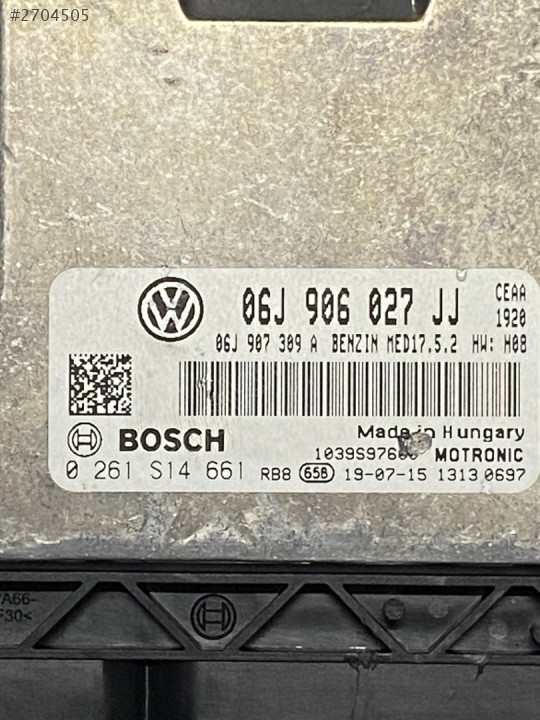 #2704505
06J 906 027 JJ CEAA
1920
06J 907 309 A BENZIN MED17.5.2 HW: H08
BOSCH Made in Hungary
MOTRONIC
0 261 S14 661 RB8 658 19-07-15 1313 0697